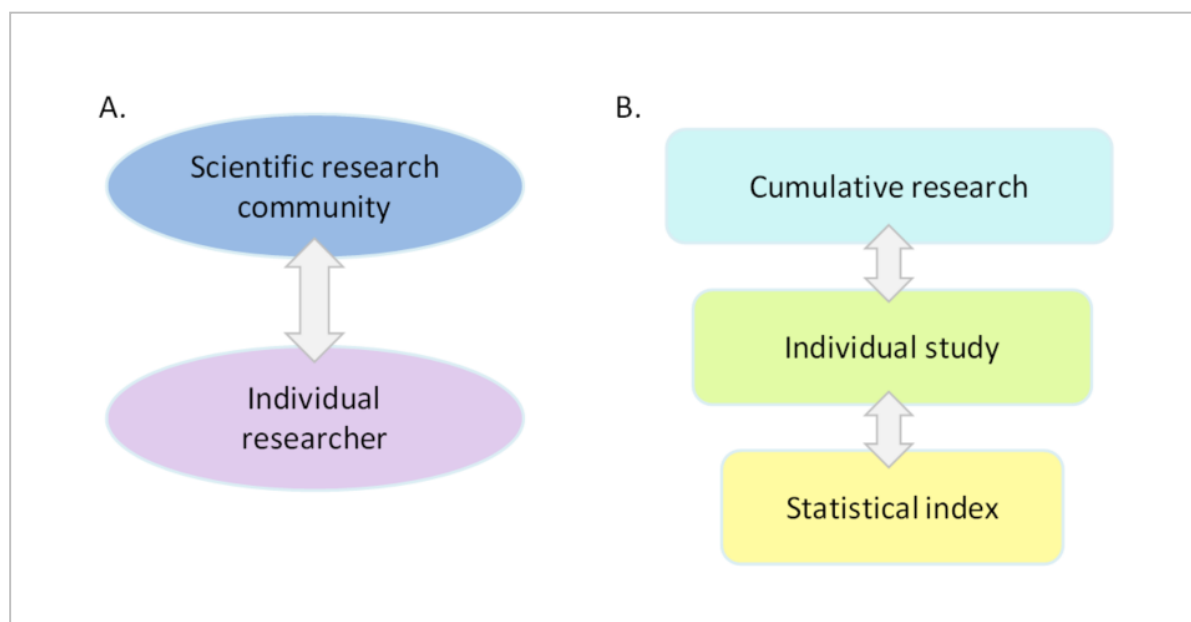 A.
Scientific research
community
Individual
researcher
B.
Cumulative research
Individual study
Statistical index